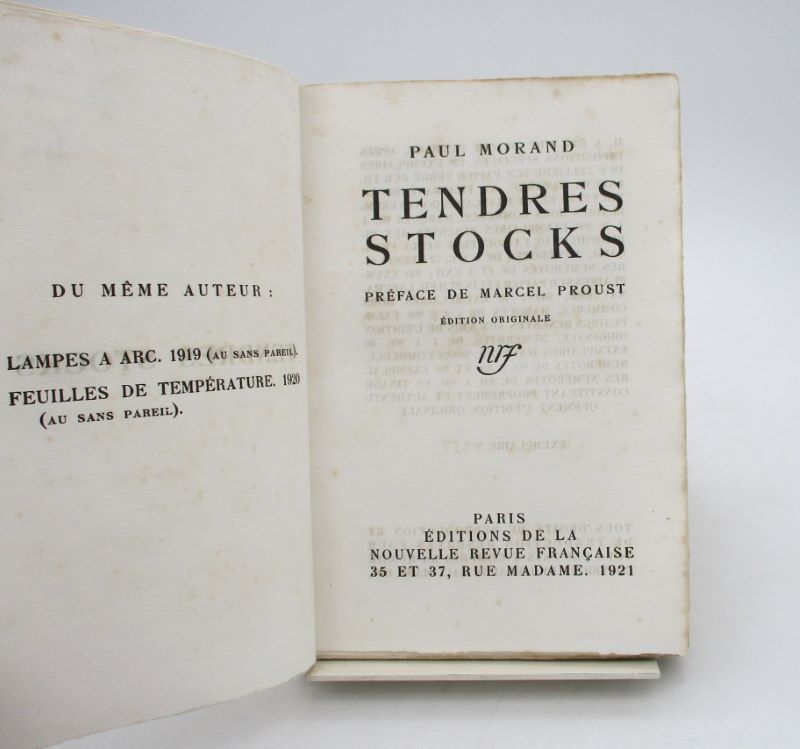 DU MÊME AUTEUR :
LAMPES A ARC. 1919 (AU SANS PAREIL).
FEUILLES DE TEMPÉRATURE. 1920
(AU SANS PAREIL).
PAUL MORAND
TENDRES
STOCKS
PRÉFACE DE MARCEL PROUST
ÉDITION ORIGINALE
nrf
PARIS
ÉDITIONS DE LA
NOUVELLE REVUE FRANÇAISE
35 ET 37, RUE MADAME. 1921